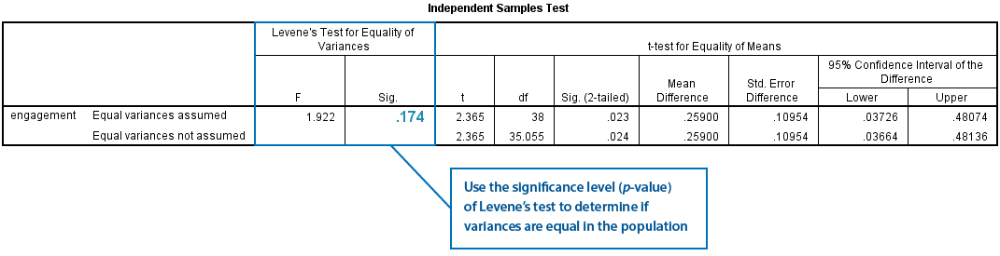 Independent Samples Test
Levene's Test for Equality of Variances
t-test for Equality of Means
95% Confidence Interval of the Difference
F Sig. t df Sig. (2-tailed) Mean Difference Std. Error Difference Lower Upper
engagement Equal variances assumed 1.922 .174 2.365 38 .023 .25900 .10954 .03726 .48074
Equal variances not assumed 2.365 35.055 .024 .25900 .10954 .03664 .48136
Use the significance level (p-value)
of Levene's test to determine if
variances are equal in the population